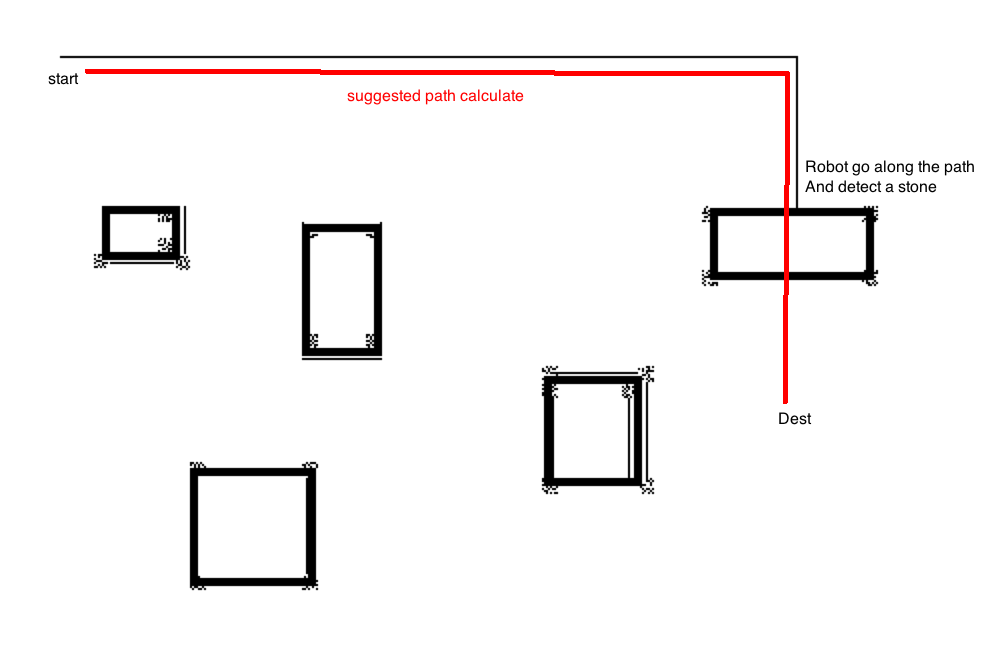 start
suggested path calculate
Robot go along the path
And detect a stone
Dest